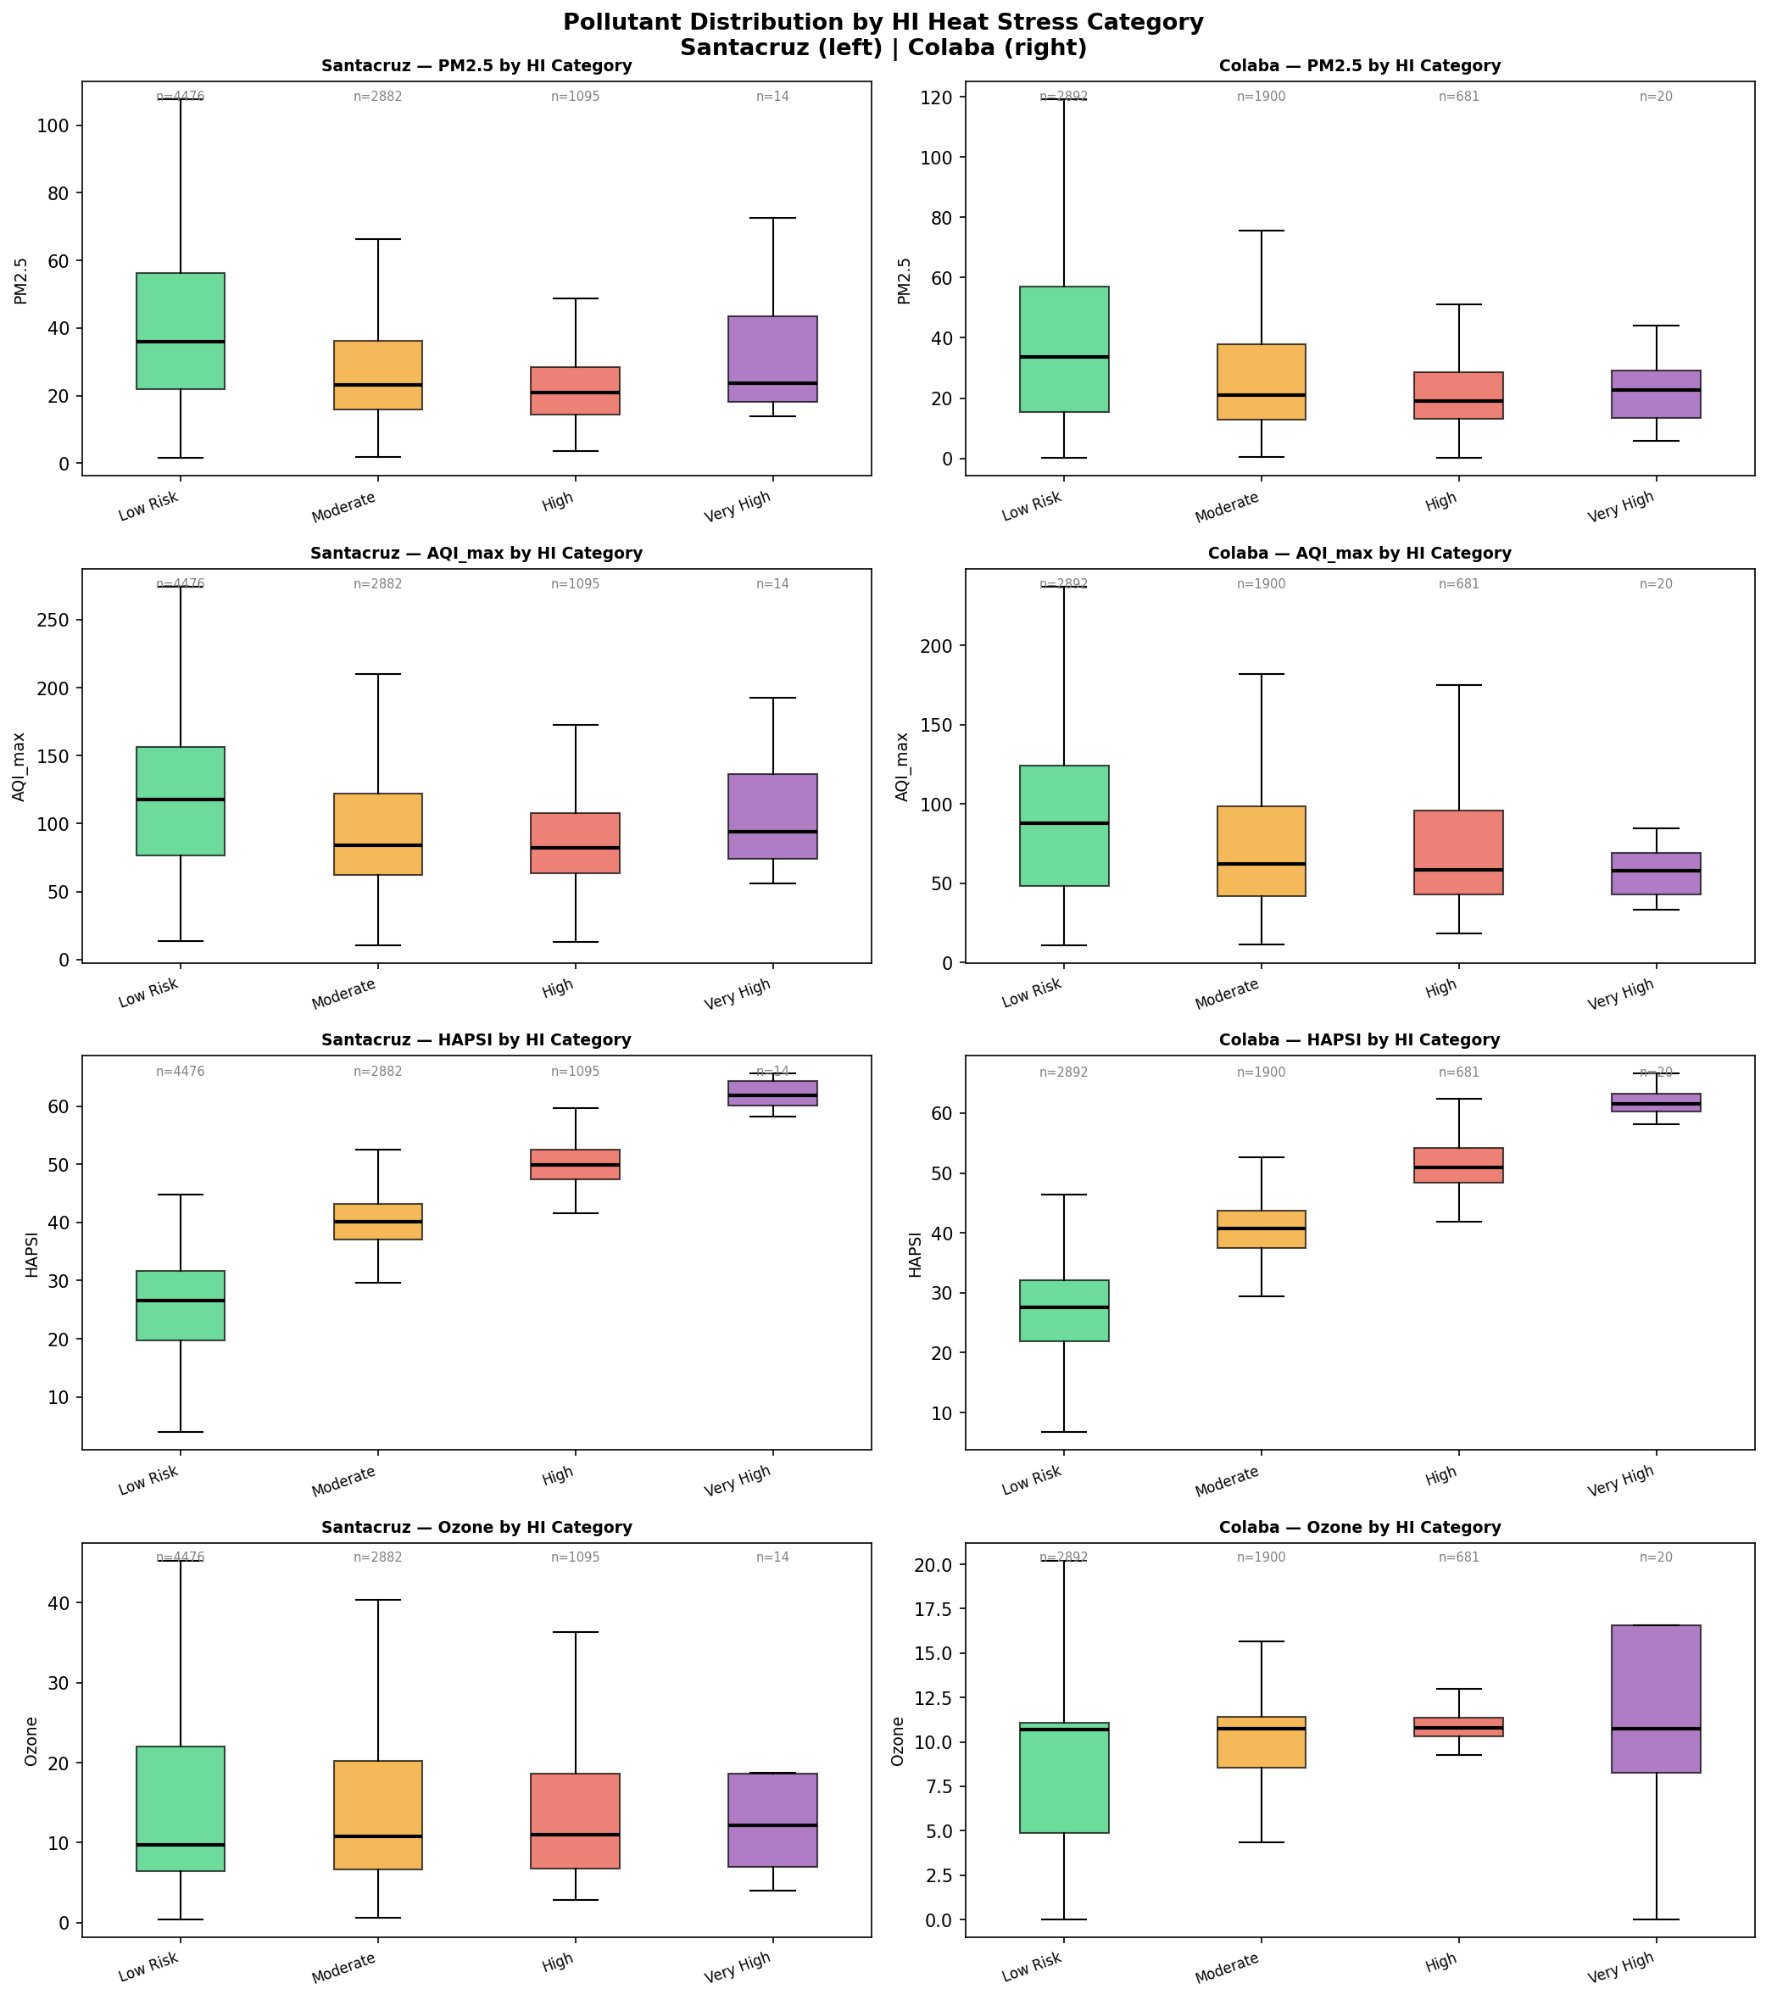 Pollutant Distribution by HI Heat Stress Category
Santacruz (left) | Colaba (right)
Santacruz — PM2.5 by HI Category
n=4476 n=2882 n=1095 n=14
PM2.5
100
80
60
40
20
0
Low Risk Moderate High Very High
Colaba — PM2.5 by HI Category
n=2892 n=1900 n=681 n=20
PM2.5
120
100
80
60
40
20
0
Low Risk Moderate High Very High
Santacruz — AQI_max by HI Category
n=4476 n=2882 n=1095 n=14
AQI_max
250
200
150
100
50
0
Low Risk Moderate High Very High
Colaba — AQI_max by HI Category
n=2892 n=1900 n=681 n=20
AQI_max
200
150
100
50
0
Low Risk Moderate High Very High
Santacruz — HAPSI by HI Category
n=4476 n=2882 n=1095 n=14
HAPSI
60
50
40
30
20
10
Low Risk Moderate High Very High
Colaba — HAPSI by HI Category
n=2892 n=1900 n=681 n=20
HAPSI
60
50
40
30
20
10
Low Risk Moderate High Very High
Santacruz — Ozone by HI Category
n=4476 n=2882 n=1095 n=14
Ozone
40
30
20
10
0
Low Risk Moderate High Very High
Colaba — Ozone by HI Category
n=2892 n=1900 n=681 n=20
Ozone
20.0
17.5
15.0
12.5
10.0
7.5
5.0
2.5
0.0
Low Risk Moderate High Very High